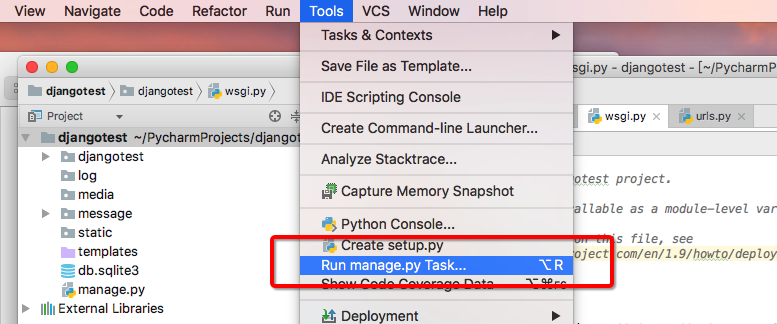 View Navigate Code Refactor Run Tools VCS Window Help
Tasks & Contexts
Save File as Template...
wsgi.py - djangotest - [~/PycharmP
djangotest djangotest wsgi.py
IDE Scripting Console
Project
Create Command-line Launcher...
wsgi.py urls.py
djangotest ~/PycharmProjects/django
djangotest
Analyze Stacktrace...
log
otest project.
media
Capture Memory Snapshot
message
allable as a module-level var
static
Python Console...
templates
Create setup.py
on this file, see
db.sqlite3
Run manage.py Task... ⌥R
oject.com/en/1.9/howto/deploy
manage.py
Show Code Coverage Data
External Libraries
Deployment